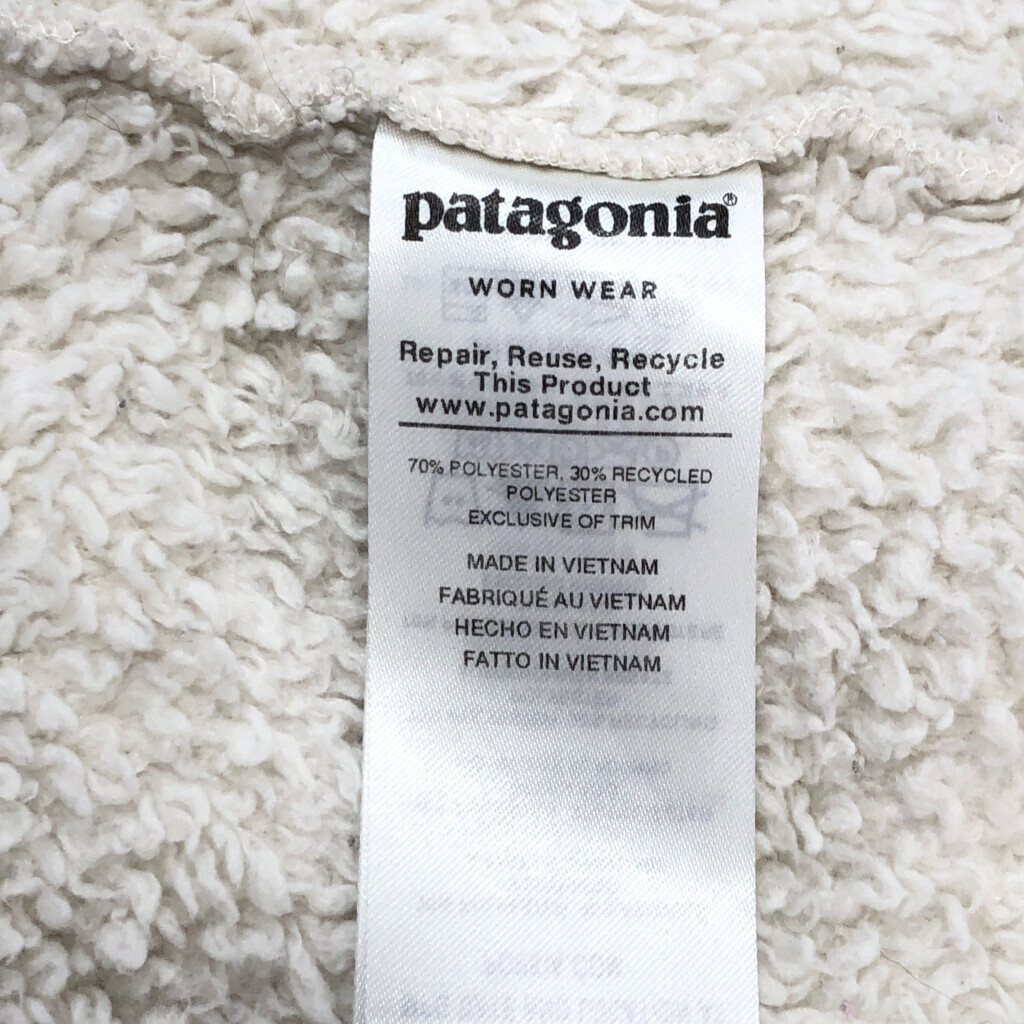 patagonia®
WORN WEAR
Repair, Reuse, Recycle
This Product
www.patagonia.com
70% POLYESTER, 30% RECYCLED
POLYESTER
EXCLUSIVE OF TRIM
MADE IN VIETNAM
FABRIQUÉ AU VIETNAM
HECHO EN VIETNAM
FATTO IN VIETNAM